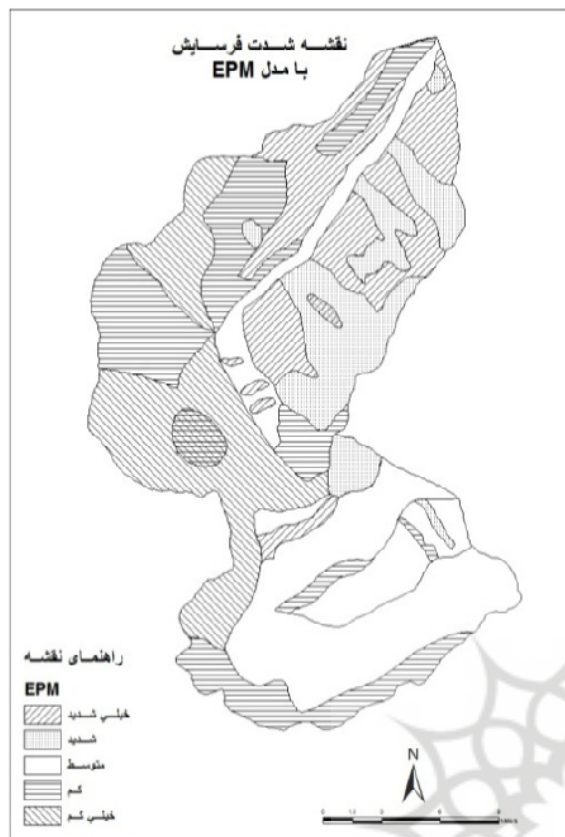 نقشه شدت فرسایش
با مدل EPM
راهنمای نقشه
EPM
خیلی شدید
شدید
متوسط
کم
خیلی کم
N